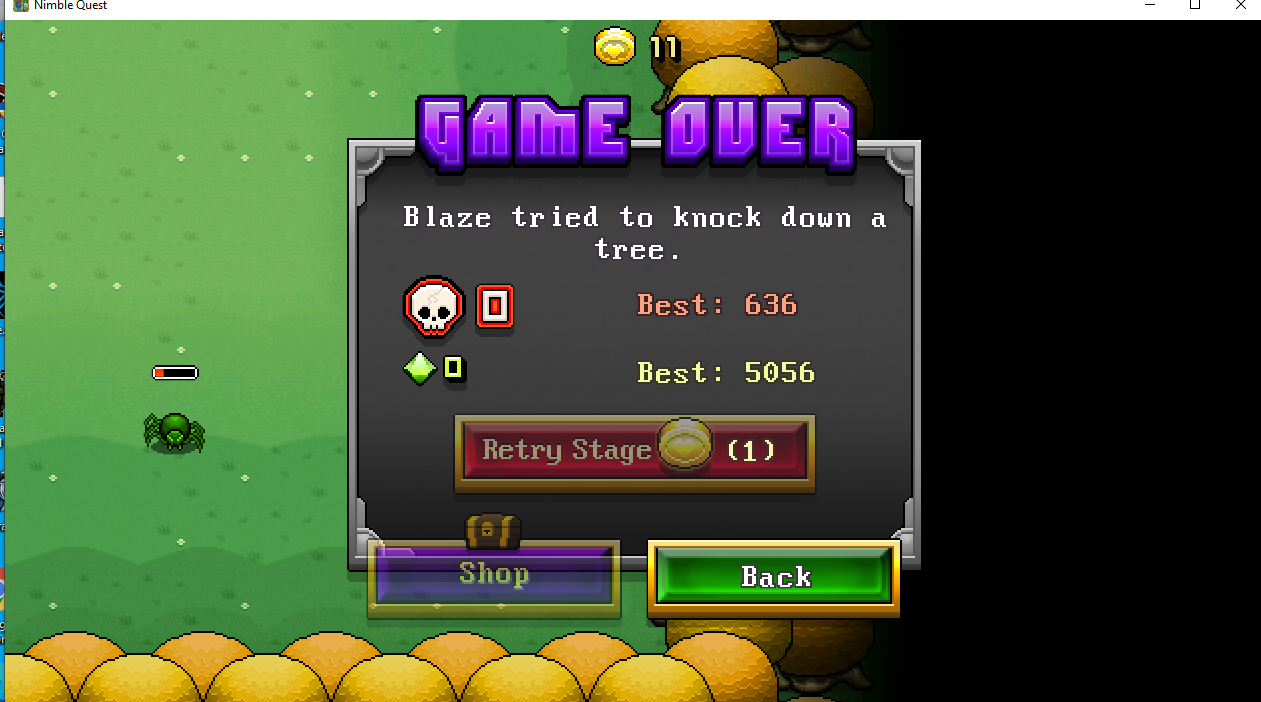 Nimble Quest
11
GAME OVER
Blaze tried to knock down a
tree.
0 Best: 636
0 Best: 5056
Retry Stage (1)
Shop Back